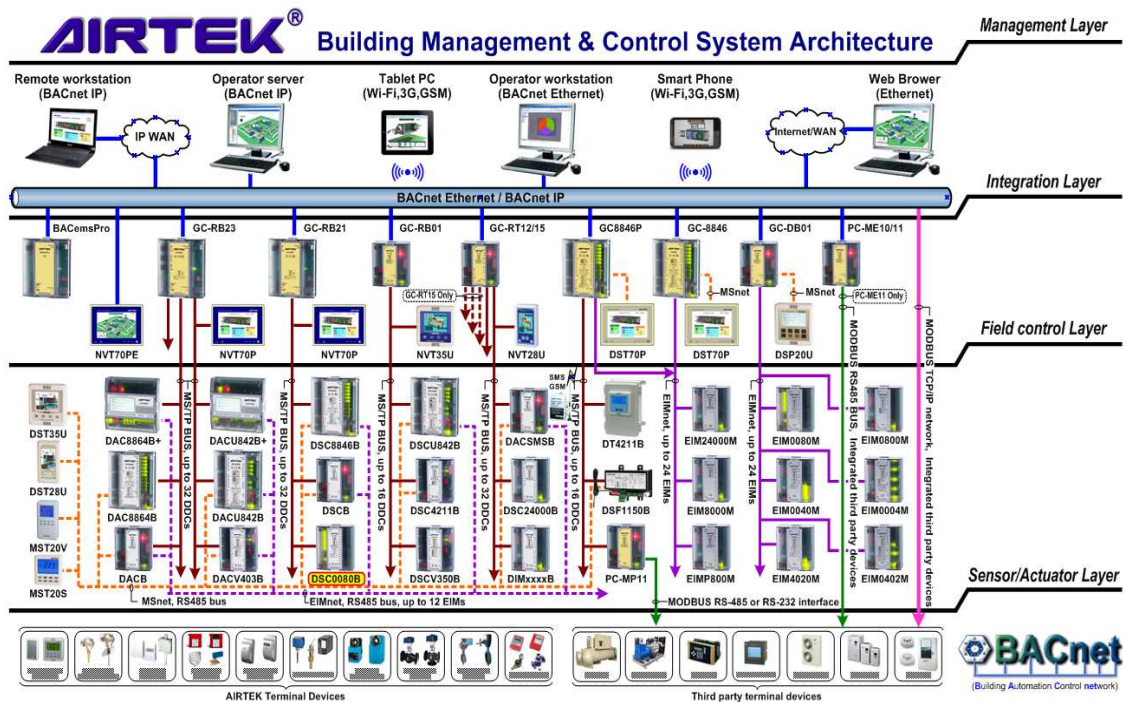 AIRTEK®
Building Management & Control System Architecture
Management Layer
Remote workstation
(BACnet IP)
Operator server
(BACnet IP)
Tablet PC
(Wi-Fi,3G,GSM)
Operator workstation
(BACnet Ethernet)
Smart Phone
(Wi-Fi,3G,GSM)
Web Brower
(Ethernet)
IP WAN
Internet/WAN
BACnet Ethernet / BACnet IP
Integration Layer
BACemsPro
GC-RB23
GC-RB21
GC-RB01
GC-RT12/15
GC8846P
GC-8846
GC-DB01
PC-ME10/11
GC-RT15 Only
MSnet
MSnet
PC-ME11 Only
NVT70PE
NVT70P
NVT70P
NVT35U
NVT28U
DST70P
DST70P
DSP20U
Field control Layer
MS/TP BUS, up to 32 DDCs
MS/TP BUS, up to 32 DDCs
MS/TP BUS, up to 16 DDCs
MS/TP BUS, up to 32 DDCs
MS/TP BUS, up to 16 DDCs
EIMnet, up to 24 EIMs
EIMnet, up to 24 EIMs
MODBUS RS485 BUS, Integrated third party devices
MODBUS TCP/IP network, Integrated third party devices
SMS
GSM
DST35U
DAC8864B+
DACU842B+
DSC8846B
DSCU842B
DACSMSB
DT4211B
EIM24000M
EIM0080M
EIM0800M
DST28U
DAC8864B
DACU842B
DSCB
DSC4211B
DSC24000B
DSF1150B
EIM8000M
EIM0040M
EIM0004M
MST20V
MST20S
DACB
DACV403B
DSC0080B
DSCV350B
DIMxxxxB
PC-MP11
EIMP800M
EIM4020M
EIM0402M
Sensor/Actuator Layer
MSnet, RS485 bus
EIMnet, RS485 bus, up to 12 EIMs
MODBUS RS-485 or RS-232 interface
AIRTEK Terminal Devices
Third party terminal devices
BACnet
(Building Automation Control network)